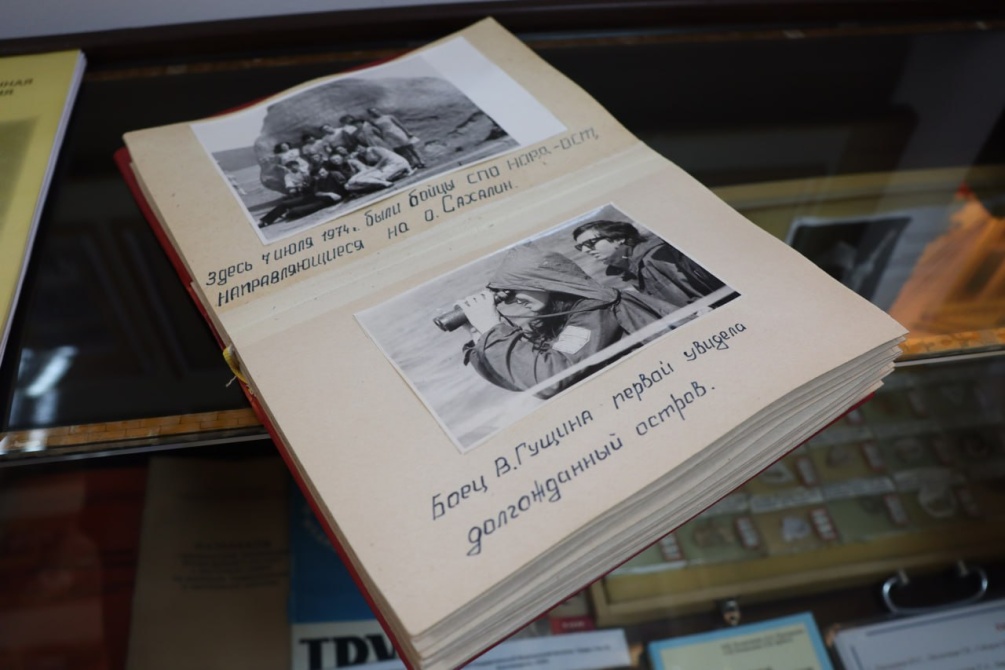 Здесь 4 июля 1974 г. были бойцы СПО НОРД-ОСТ,
направляющиеся на о. Сахалин.
Боец В. Гущина первой увидела
долгожданный остров.